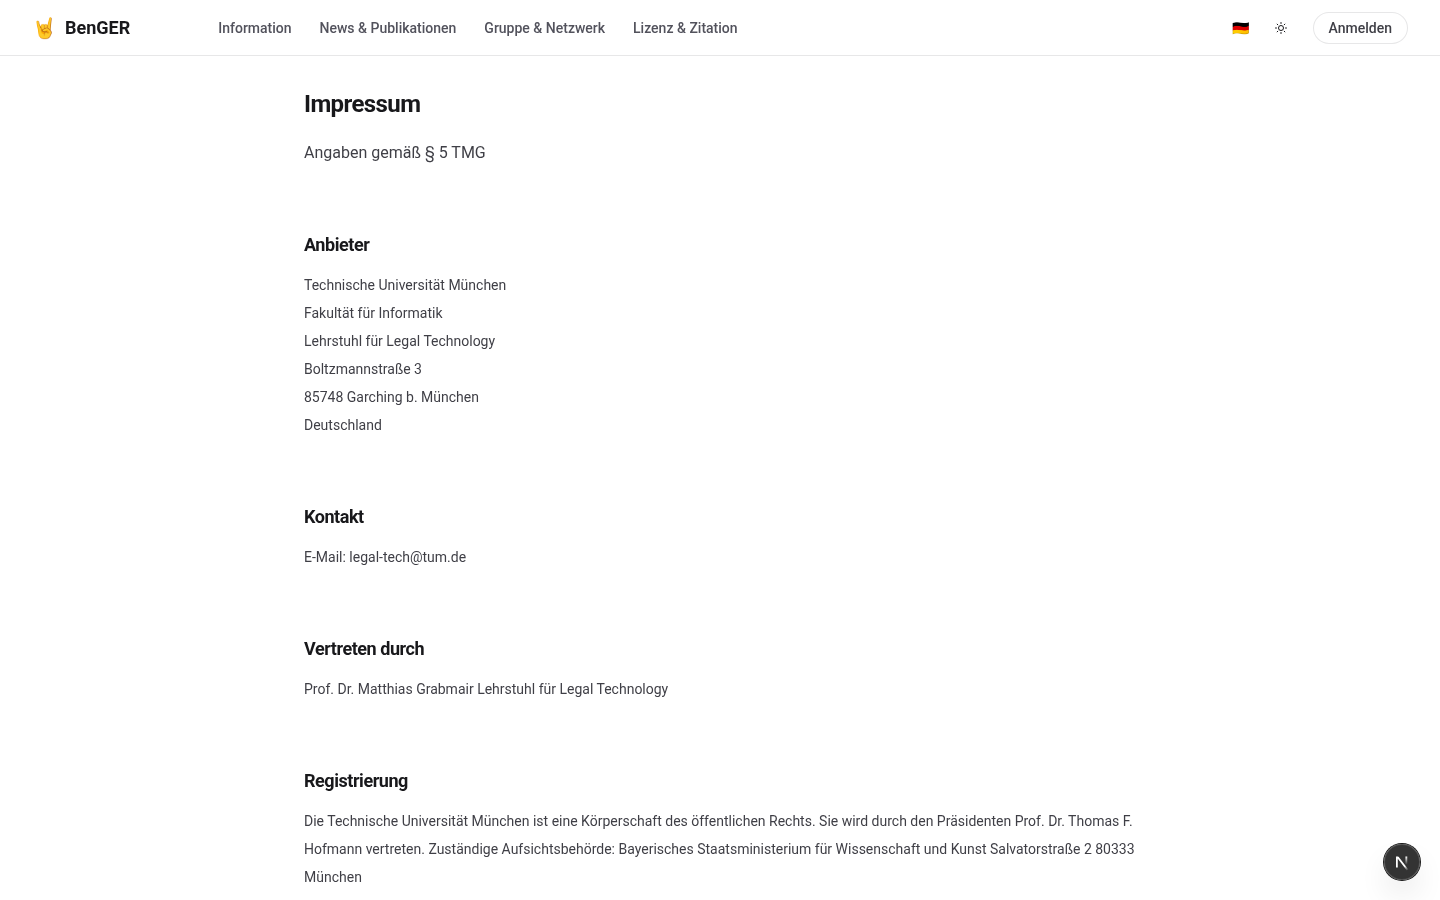 BenGER
Information
News & Publikationen
Gruppe & Netzwerk
Lizenz & Zitation
Anmelden
Impressum
Angaben gemäß § 5 TMG
Anbieter
Technische Universität München
Fakultät für Informatik
Lehrstuhl für Legal Technology
Boltzmannstraße 3
85748 Garching b. München
Deutschland
Kontakt
E-Mail: legal-tech@tum.de
Vertreten durch
Prof. Dr. Matthias Grabmair Lehrstuhl für Legal Technology
Registrierung
Die Technische Universität München ist eine Körperschaft des öffentlichen Rechts. Sie wird durch den Präsidenten Prof. Dr. Thomas F.
Hofmann vertreten. Zuständige Aufsichtsbehörde: Bayerisches Staatsministerium für Wissenschaft und Kunst Salvatorstraße 2 80333
München
N